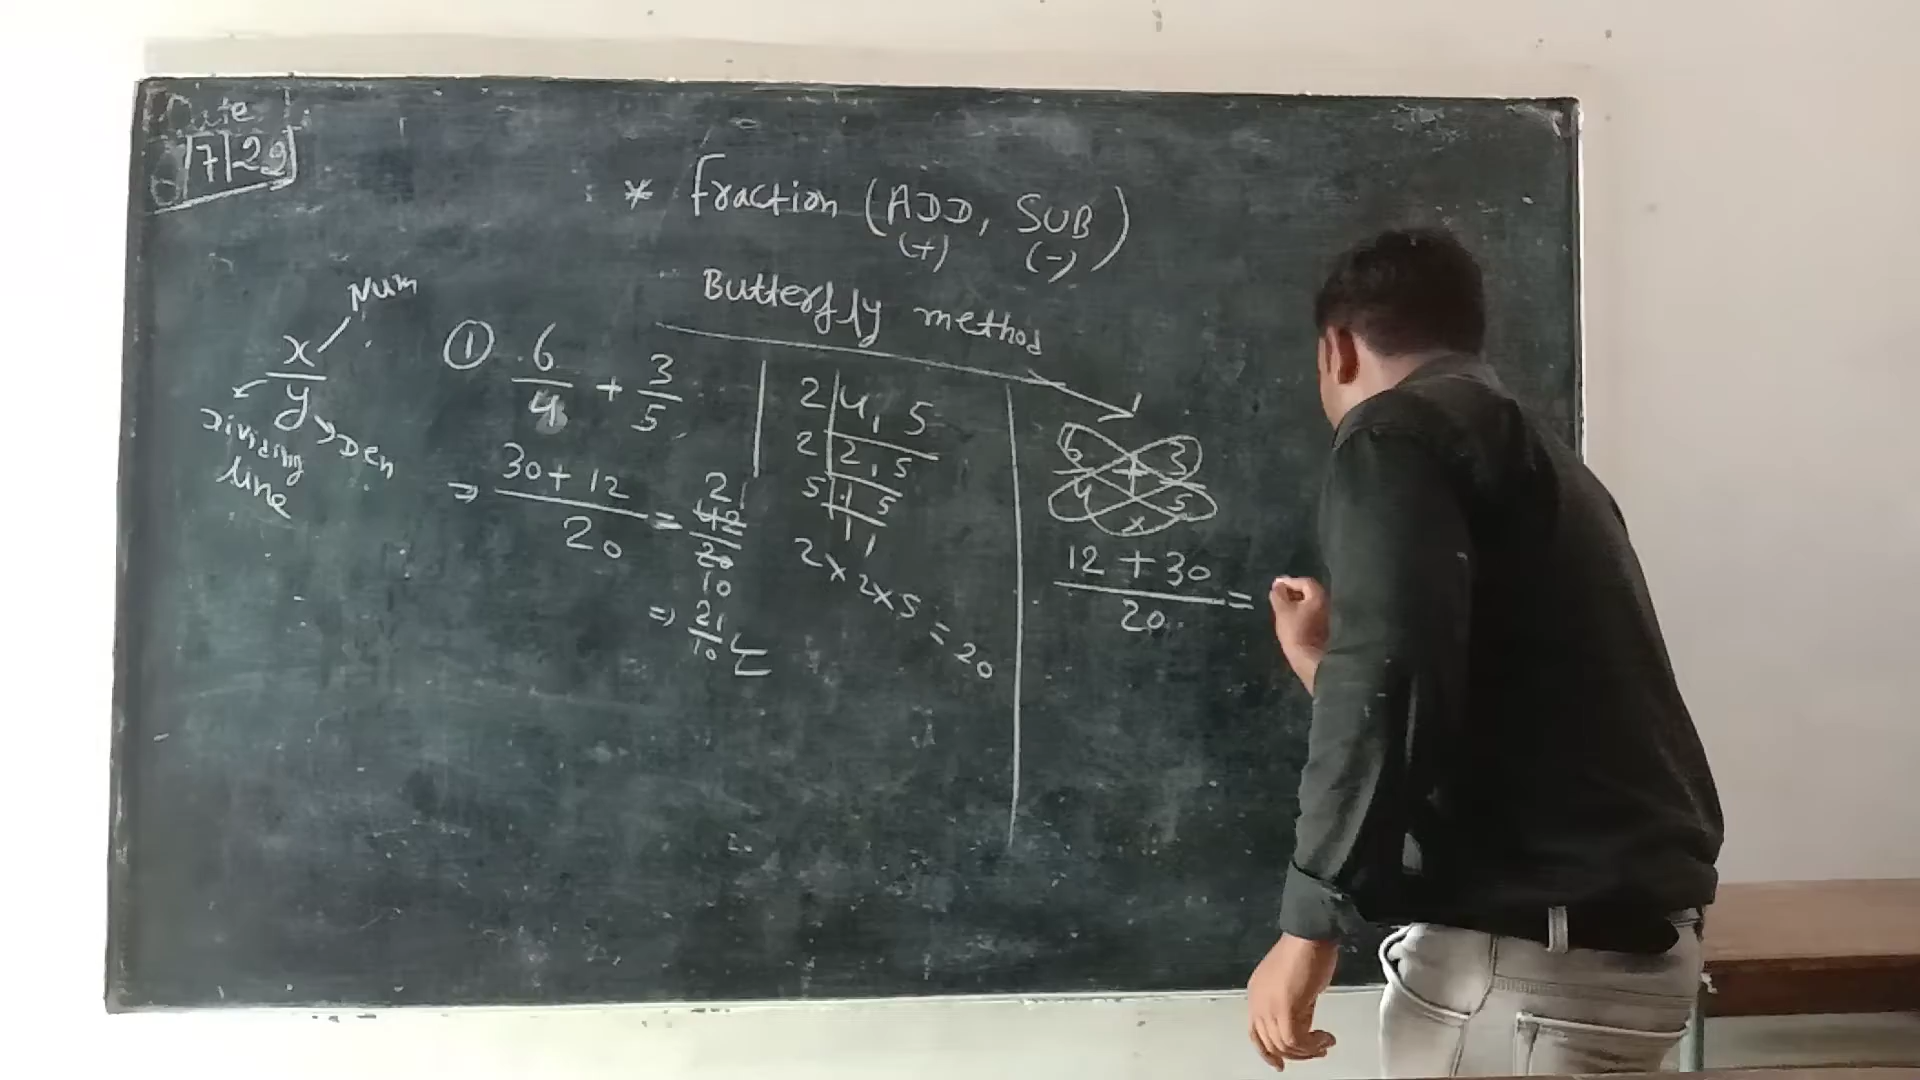 Date
17|22
* Fraction (ADD, SUB)
(+) (-)
Butterfly method
Num
x
y
Den
Dividing
line
① 6/4 + 3/5
⇒ 30+12/20 = 42/20
2
10
⇒ 21/10
2|4, 5
2|2, 5
5|1, 5
1, 1
2×2×5=20
6 + 3
4 × 5
12 + 30/20 =